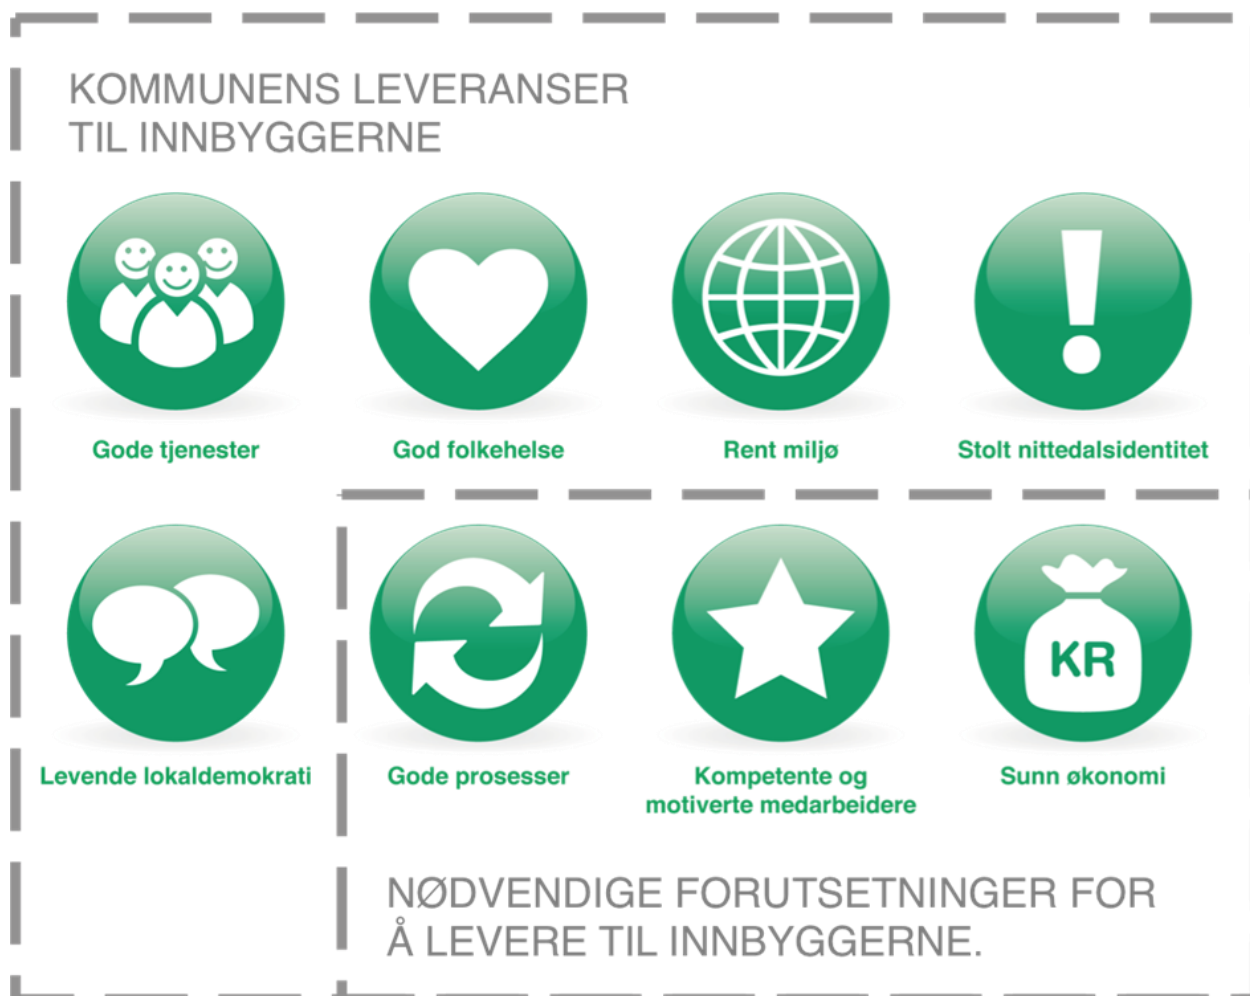 KOMMUNENS LEVERANSER
TIL INNBYGGERNE
Gode tjenester
God folkehelse
Rent miljø
Stolt nittedalsidentitet
KR
Levende lokaldemokrati
Gode prosesser
Kompetente og
motiverte medarbeidere
Sunn økonomi
NØDVENDIGE FORUTSETNINGER FOR
Å LEVERE TIL INNBYGGERNE.